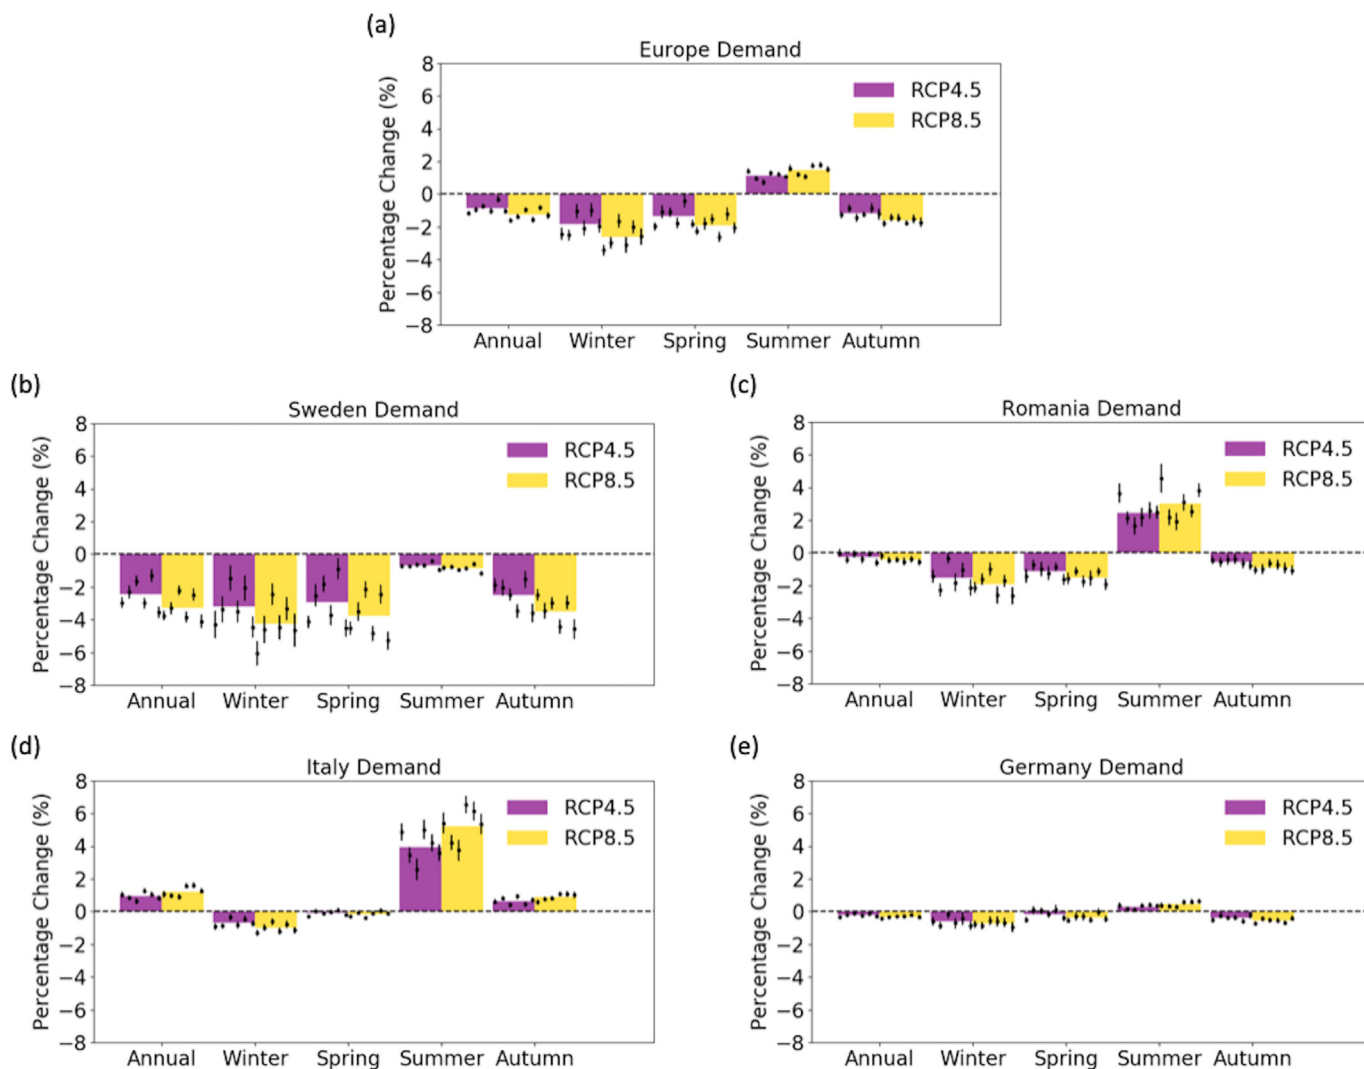 (a)
Europe Demand
Percentage Change (%)
8
6
4
2
0
−2
−4
−6
−8
RCP4.5
RCP8.5
Annual Winter Spring Summer Autumn
(b)
Sweden Demand
Percentage Change (%)
8
6
4
2
0
−2
−4
−6
−8
RCP4.5
RCP8.5
Annual Winter Spring Summer Autumn
(c)
Romania Demand
Percentage Change (%)
8
6
4
2
0
−2
−4
−6
−8
RCP4.5
RCP8.5
Annual Winter Spring Summer Autumn
(d)
Italy Demand
Percentage Change (%)
8
6
4
2
0
−2
−4
−6
−8
RCP4.5
RCP8.5
Annual Winter Spring Summer Autumn
(e)
Germany Demand
Percentage Change (%)
8
6
4
2
0
−2
−4
−6
−8
RCP4.5
RCP8.5
Annual Winter Spring Summer Autumn